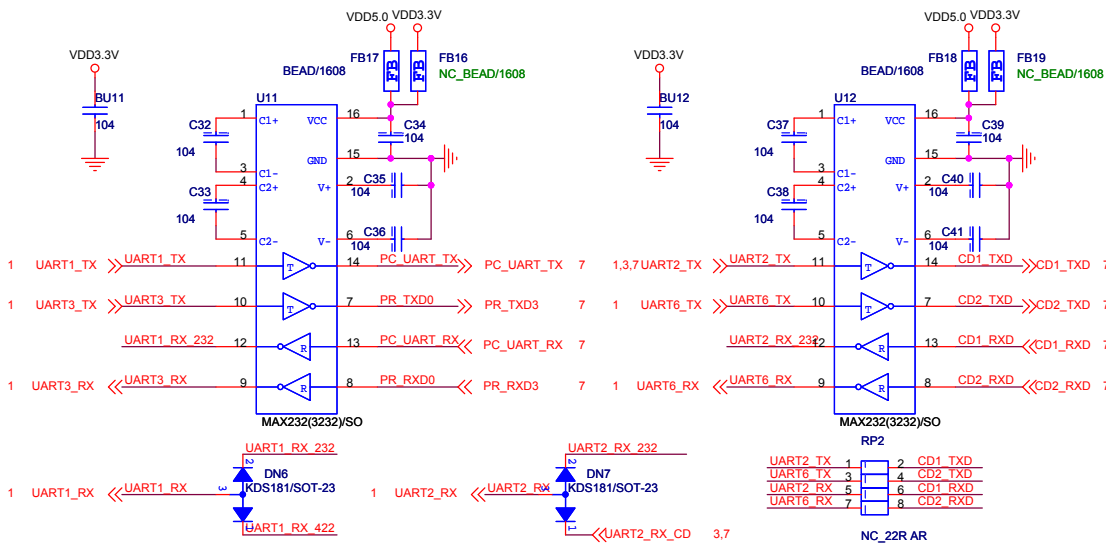 VDD5.0 VDD3.3V
VDD3.3V
FB17 FB FB FB16
BEAD/1608 NC_BEAD/1608
BU11
104
U11
1 C1+ VCC 16
C32
104
C34
104
3 C1- GND 15
4 C2+ V+ 2
C33
104
C35
104
5 C2- V- 6
C36
104
1 UART1_TX UART1_TX 11 T 14 PC_UART_TX PC_UART_TX 7
1 UART3_TX UART3_TX 10 T 7 PR_TXD0 PR_TXD3 7
UART1_RX_232 12 R 13 PC_UART_RX PC_UART_RX 7
1 UART3_RX UART3_RX 9 R 8 PR_RXD0 PR_RXD3 7
MAX232(3232)/SO
VDD5.0 VDD3.3V
VDD3.3V
FB18 FB FB FB19
BEAD/1608 NC_BEAD/1608
BU12
104
U12
1 C1+ VCC 16
C37
104
C39
104
3 C1- GND 15
4 C2+ V+ 2
C38
104
C40
104
5 C2- V- 6
C41
104
1,3,7 UART2_TX UART2_TX 11 T 14 CD1_TXD CD1_TXD 7
1 UART6_TX UART6_TX 10 T 7 CD2_TXD CD2_TXD 7
UART2_RX_232 12 R 13 CD1_RXD CD1_RXD 7
1 UART6_RX UART6_RX 9 R 8 CD2_RXD CD2_RXD 7
MAX232(3232)/SO
UART1_RX_232
2
DN6
KDS181/SOT-23
1 UART1_RX UART1_RX 3
1
UART1_RX_422
UART2_RX_232
2
DN7
KDS181/SOT-23
1 UART2_RX UART2_RX 3
1
UART2_RX_CD 3,7
RP2
UART2_TX 1 2 CD1_TXD
UART6_TX 3 4 CD2_TXD
UART2_RX 5 6 CD1_RXD
UART6_RX 7 8 CD2_RXD
NC_22R AR